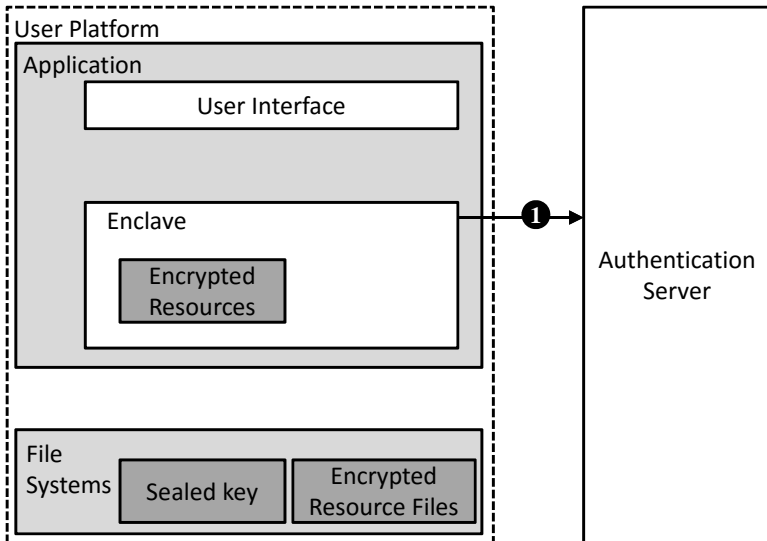 User Platform
Application
User Interface
Enclave
Encrypted
Resources
1
Authentication
Server
File
Systems
Sealed key
Encrypted
Resource Files